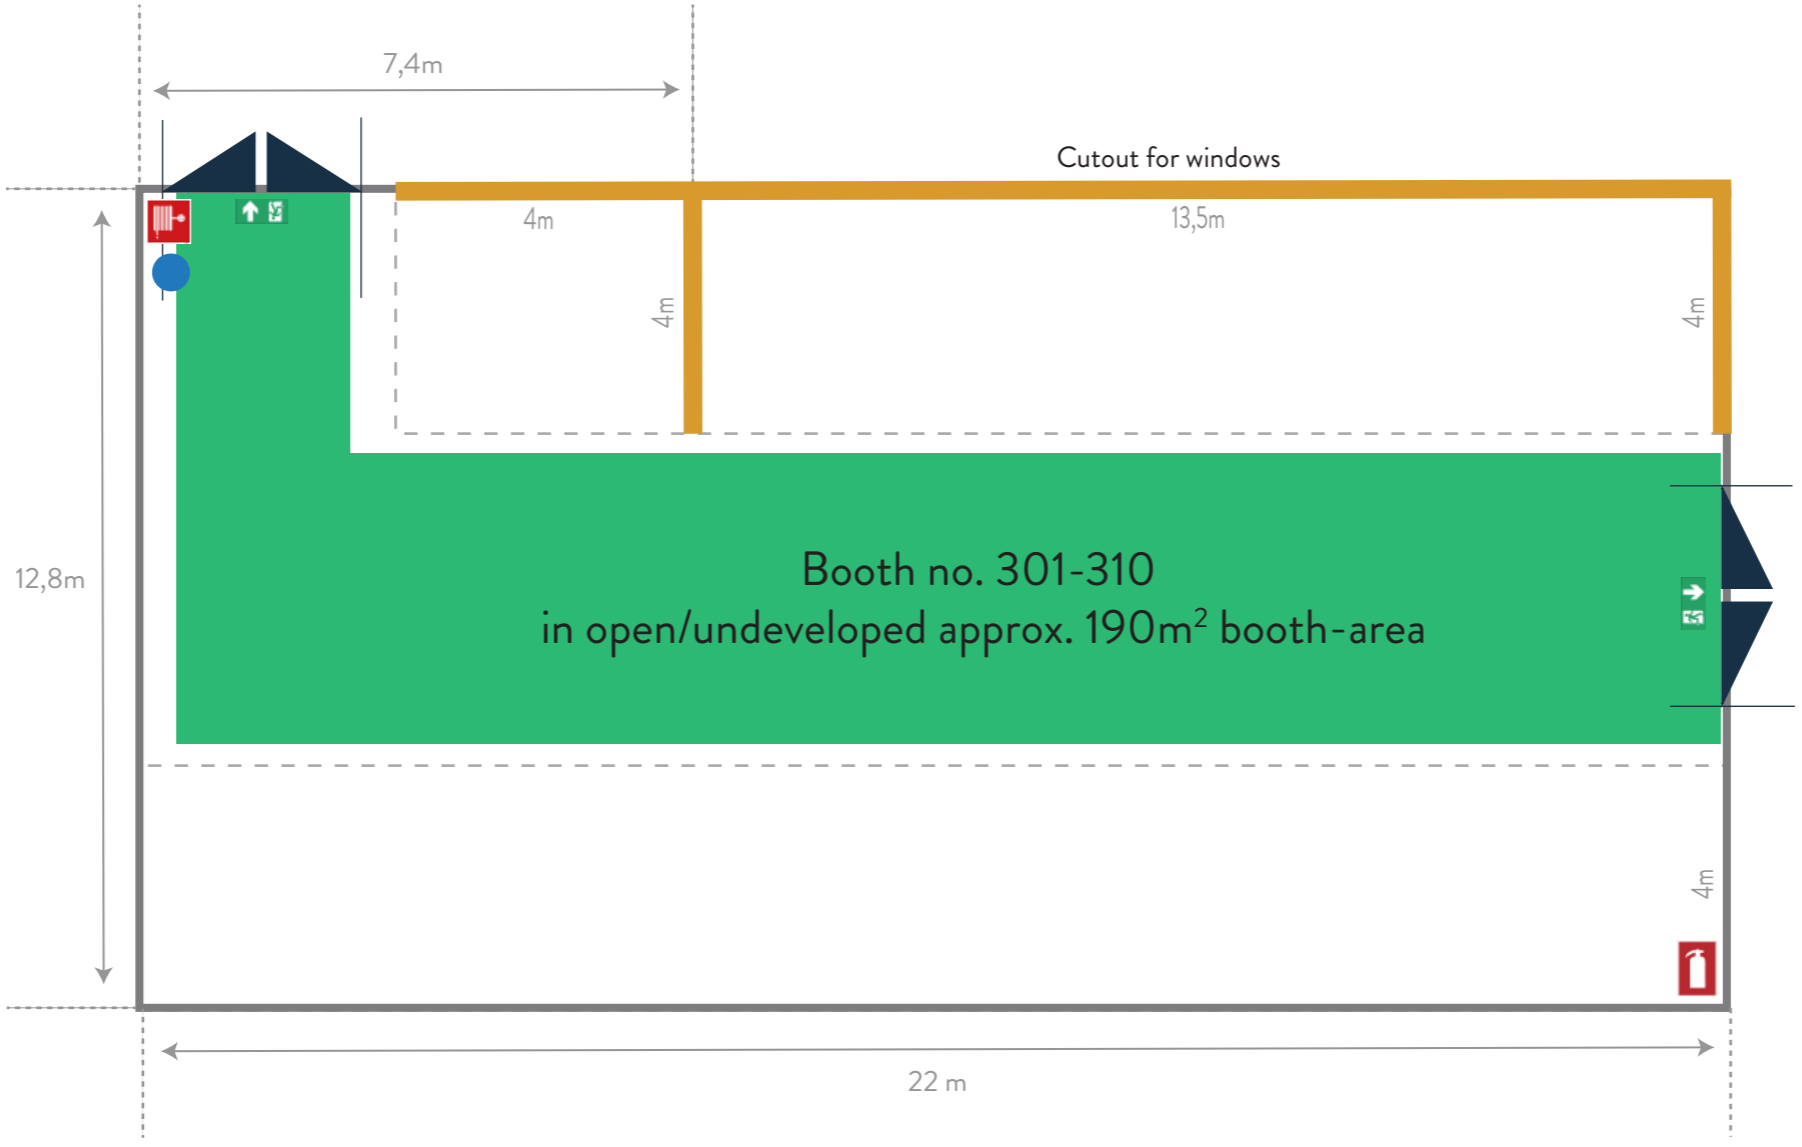 7,4m
Cutout for windows
4m
13,5m
4m
4m
Booth no. 301-310
12,8m
in open/undeveloped approx. 190m² booth-area
4m
22 m